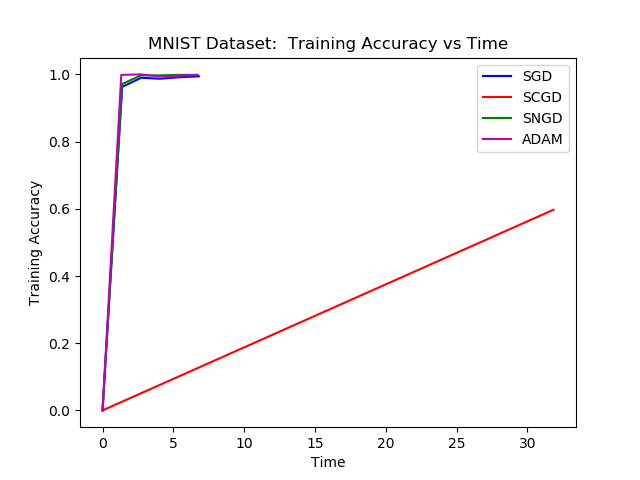 MNIST Dataset:  Training Accuracy vs Time
1.0
0.8
0.6
0.4
0.2
0.0
Training Accuracy
SGD
SCGD
SNGD
ADAM
0 5 10 15 20 25 30
Time